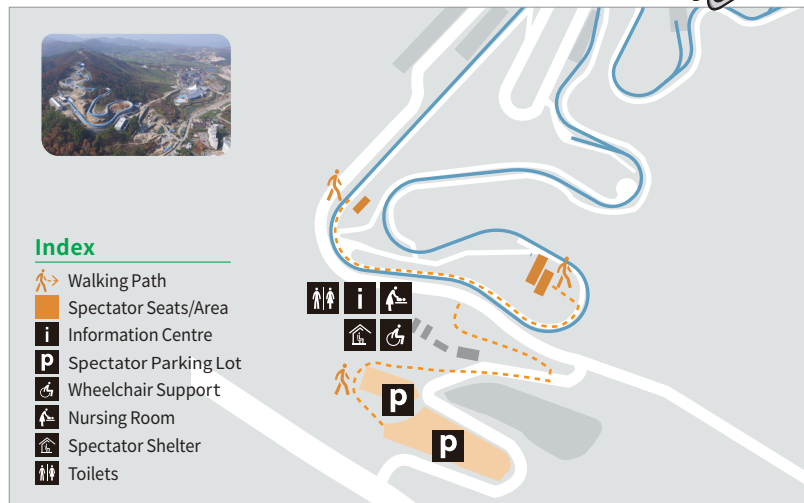 Index
Walking Path
Spectator Seats/Area
i Information Centre
P Spectator Parking Lot
Wheelchair Support
Nursing Room
Spectator Shelter
Toilets
i
P
P